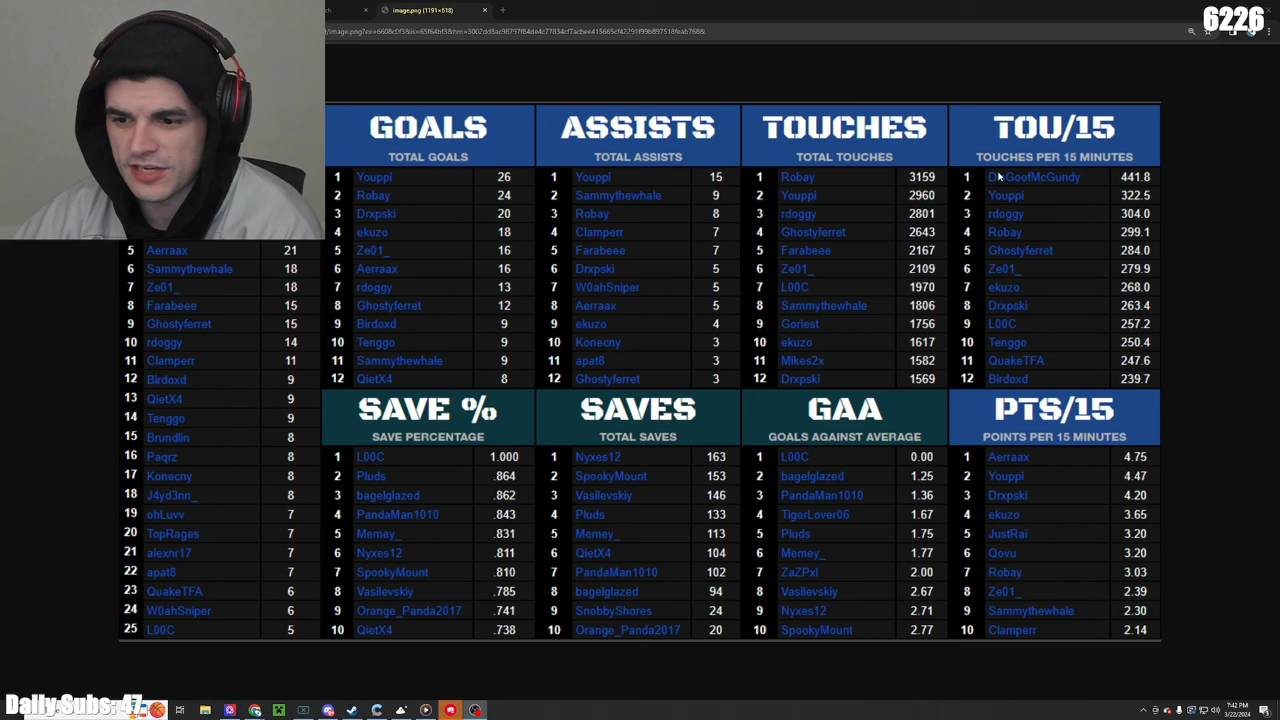 image.png (1191×618)
6226
/image.png?ex=6608c0f3&is=65f64bf3&hm=3002dd8ac98797f84de4c77834cf7acbee415665cf42291f99b897518feab768&
GOALS
TOTAL GOALS
1 Youppi 26
2 Robay 24
3 Drxpski 20
4 ekuzo 18
5 Ze01_ 16
6 Aerraax 16
7 rdoggy 13
8 Ghostyferret 12
9 Birdoxd 9
10 Tenggo 9
11 Sammythewhale 9
12 QietX4 8
ASSISTS
TOTAL ASSISTS
1 Youppi 15
2 Sammythewhale 9
3 Robay 8
4 Clamperr 7
5 Farabeee 7
6 Drxpski 5
7 W0ahSniper 5
8 Aerraax 5
9 ekuzo 4
10 Konecny 3
11 apat8 3
12 Ghostyferret 3
TOUCHES
TOTAL TOUCHES
1 Robay 3159
2 Youppi 2960
3 rdoggy 2801
4 Ghostyferret 2643
5 Farabeee 2167
6 Ze01_ 2109
7 L00C 1970
8 Sammythewhale 1806
9 Goriest 1756
10 ekuzo 1617
11 Mikes2x 1582
12 Drxpski 1569
TOU/15
TOUCHES PER 15 MINUTES
1 441.8
2 Youppi 322.5
3 rdoggy 304.0
4 Robay 299.1
5 Ghostyferret 284.0
6 Ze01_ 279.9
7 ekuzo 268.0
8 Drxpski 263.4
9 L00C 257.2
10 Tenggo 250.4
11 QuakeTFA 247.6
12 Birdoxd 239.7
5 Aerraax 21
6 Sammythewhale 18
7 Ze01_ 18
8 Farabeee 15
9 Ghostyferret 15
10 rdoggy 14
11 Clamperr 11
12 Birdoxd 9
13 QietX4 9
14 Tenggo 9
15 Brundlin 8
16 Paqrz 8
17 Konecny 8
18 J4yd3nn_ 8
19 ohLuvv 7
20 TopRages 7
21 alexnr17 7
22 apat8 7
23 QuakeTFA 6
24 W0ahSniper 6
25 L00C 5
SAVE %
SAVE PERCENTAGE
1 L00C 1.000
2 Pluds .864
3 bagelglazed .862
4 PandaMan1010 .843
5 Memey_ .831
6 Nyxes12 .811
7 SpookyMount .810
8 Vasilevskiy .785
9 Orange_Panda2017 .741
10 QietX4 .738
SAVES
TOTAL SAVES
1 Nyxes12 163
2 SpookyMount 153
3 Vasilevskiy 146
4 Pluds 133
5 Memey_ 113
6 QietX4 104
7 PandaMan1010 102
8 bagelglazed 94
9 SnobbyShores 24
10 Orange_Panda2017 20
GAA
GOALS AGAINST AVERAGE
1 L00C 0.00
2 bagelglazed 1.25
3 PandaMan1010 1.36
4 TigerLover06 1.67
5 Pluds 1.75
6 Memey_ 1.77
7 ZaZPxl 2.00
8 Vasilevskiy 2.67
9 Nyxes12 2.71
10 SpookyMount 2.77
PTS/15
POINTS PER 15 MINUTES
1 Aerraax 4.75
2 Youppi 4.47
3 Drxpski 4.20
4 ekuzo 3.65
5 JustRai 3.20
6 Qovu 3.20
7 Robay 3.03
8 Ze01_ 2.39
9 Sammythewhale 2.30
10 Clamperr 2.14
Daily Subs: 47
7:42 PM
3/22/2024